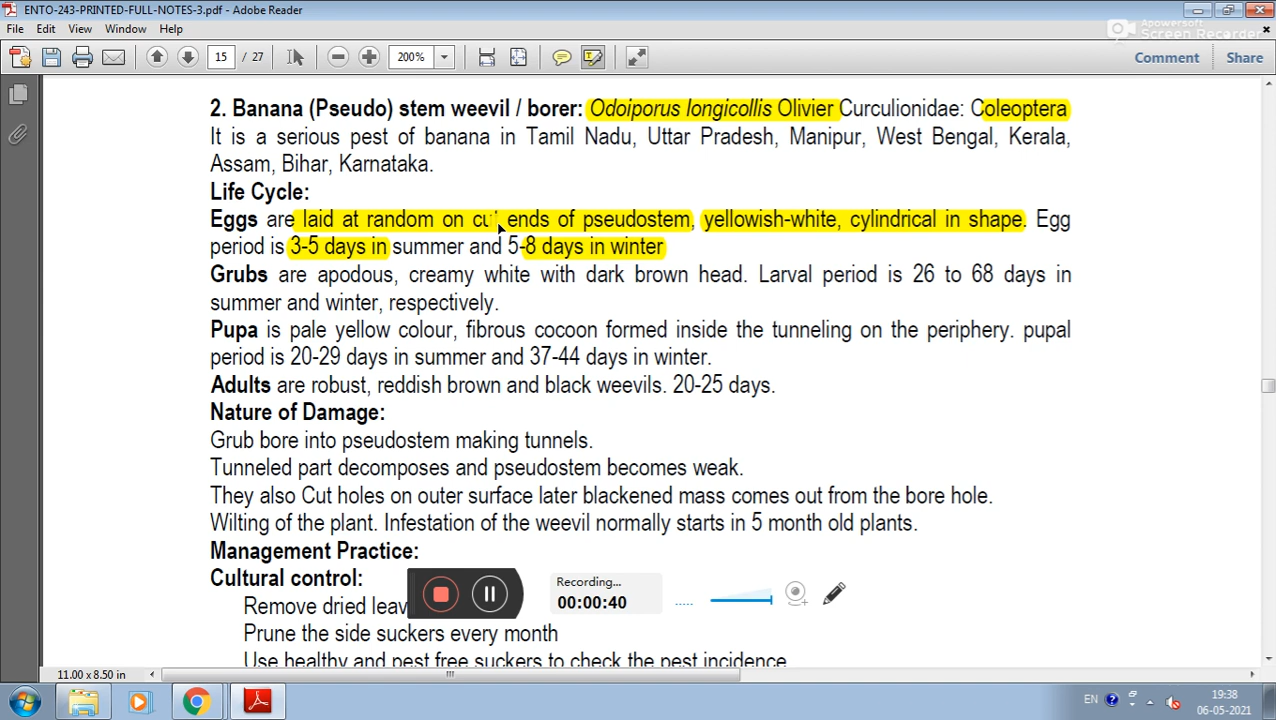 ENTO-243-PRINTED-FULL-NOTES-3.pdf - Adobe Reader
File Edit View Window Help
Apowersoft
Screen Recorder
15 / 27 200% Comment Share
2. Banana (Pseudo) stem weevil / borer: Odoiporus longicollis Olivier Curculionidae: Coleoptera
It is a serious pest of banana in Tamil Nadu, Uttar Pradesh, Manipur, West Bengal, Kerala,
Assam, Bihar, Karnataka.
Life Cycle:
Eggs are laid at random on cut ends of pseudostem, yellowish-white, cylindrical in shape. Egg
period is 3-5 days in summer and 5-8 days in winter
Grubs are apodous, creamy white with dark brown head. Larval period is 26 to 68 days in
summer and winter, respectively.
Pupa is pale yellow colour, fibrous cocoon formed inside the tunneling on the periphery. pupal
period is 20-29 days in summer and 37-44 days in winter.
Adults are robust, reddish brown and black weevils. 20-25 days.
Nature of Damage:
Grub bore into pseudostem making tunnels.
Tunneled part decomposes and pseudostem becomes weak.
They also Cut holes on outer surface later blackened mass comes out from the bore hole.
Wilting of the plant. Infestation of the weevil normally starts in 5 month old plants.
Management Practice:
Cultural control:
Remove dried leav
Recording...
00:00:40
Prune the side suckers every month
Use healthy and pest free suckers to check the pest incidence
11.00 x 8.50 in
EN 19:38
06-05-2021